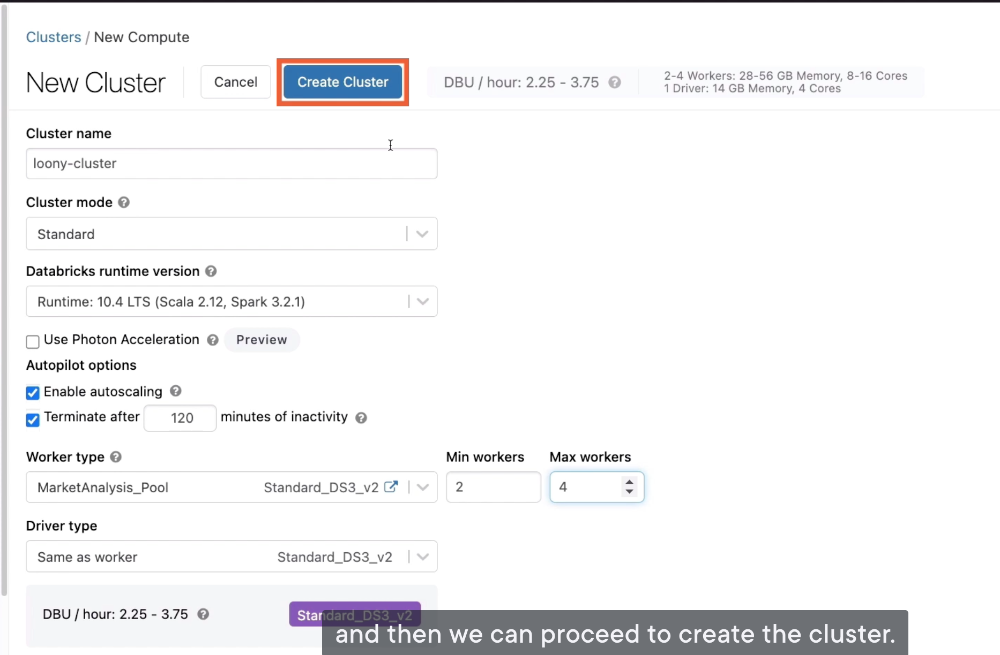 Clusters / New Compute
New Cluster
Cancel
Create Cluster
DBU / hour: 2.25 - 3.75
2-4 Workers: 28-56 GB Memory, 8-16 Cores
1 Driver: 14 GB Memory, 4 Cores
Cluster name
loony-cluster
Cluster mode
Standard
Databricks runtime version
Runtime: 10.4 LTS (Scala 2.12, Spark 3.2.1)
Use Photon Acceleration Preview
Autopilot options
Enable autoscaling
Terminate after 120 minutes of inactivity
Worker type Min workers Max workers
MarketAnalysis_Pool Standard_DS3_v2 2 4
Driver type
Same as worker Standard_DS3_v2
DBU / hour: 2.25 - 3.75 Standard_DS3_v2
and then we can proceed to create the cluster.